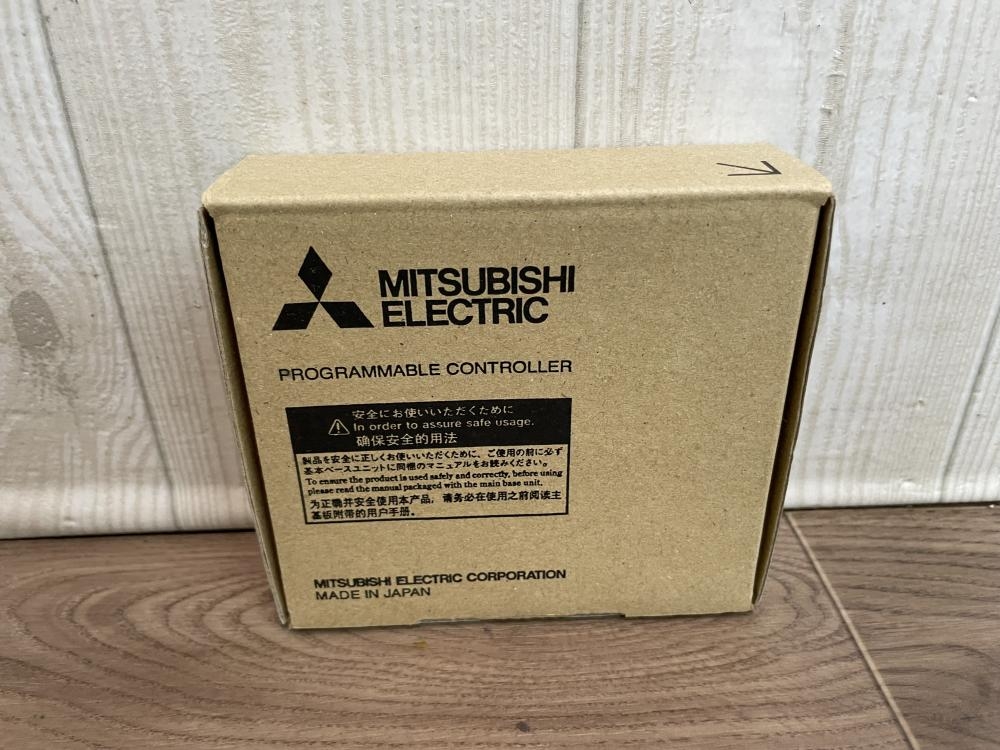 MITSUBISHI
ELECTRIC
PROGRAMMABLE CONTROLLER
安全にお使いいただくために
In order to assure safe usage.
确保安全的用法
製品を安全に正しくお使いいただくために、ご使用の前に必ず
基本ベースユニットに同梱のマニュアルをお読みください。
To ensure the product is used safely and correctly, before using
please read the manual packaged with the main base unit.
为正确并安全使用本产品，请务必在使用之前阅读主
基板附带的用户手册。
MITSUBISHI ELECTRIC CORPORATION
MADE IN JAPAN